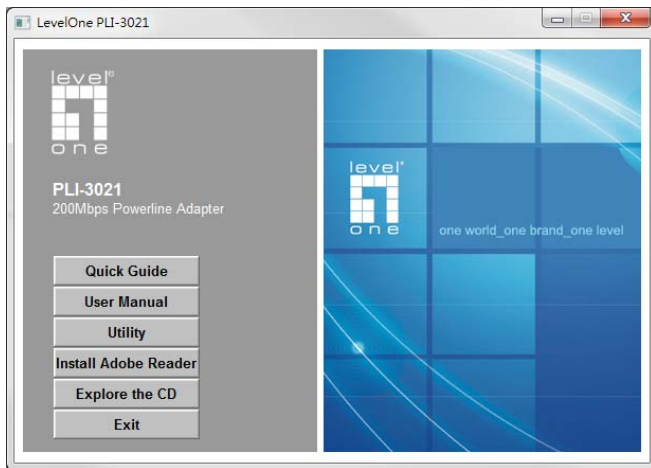 LevelOne PLI-3021
level®
one
PLI-3021
200Mbps Powerline Adapter
Quick Guide
User Manual
Utility
Install Adobe Reader
Explore the CD
Exit
level®
one
one world_one brand_one level